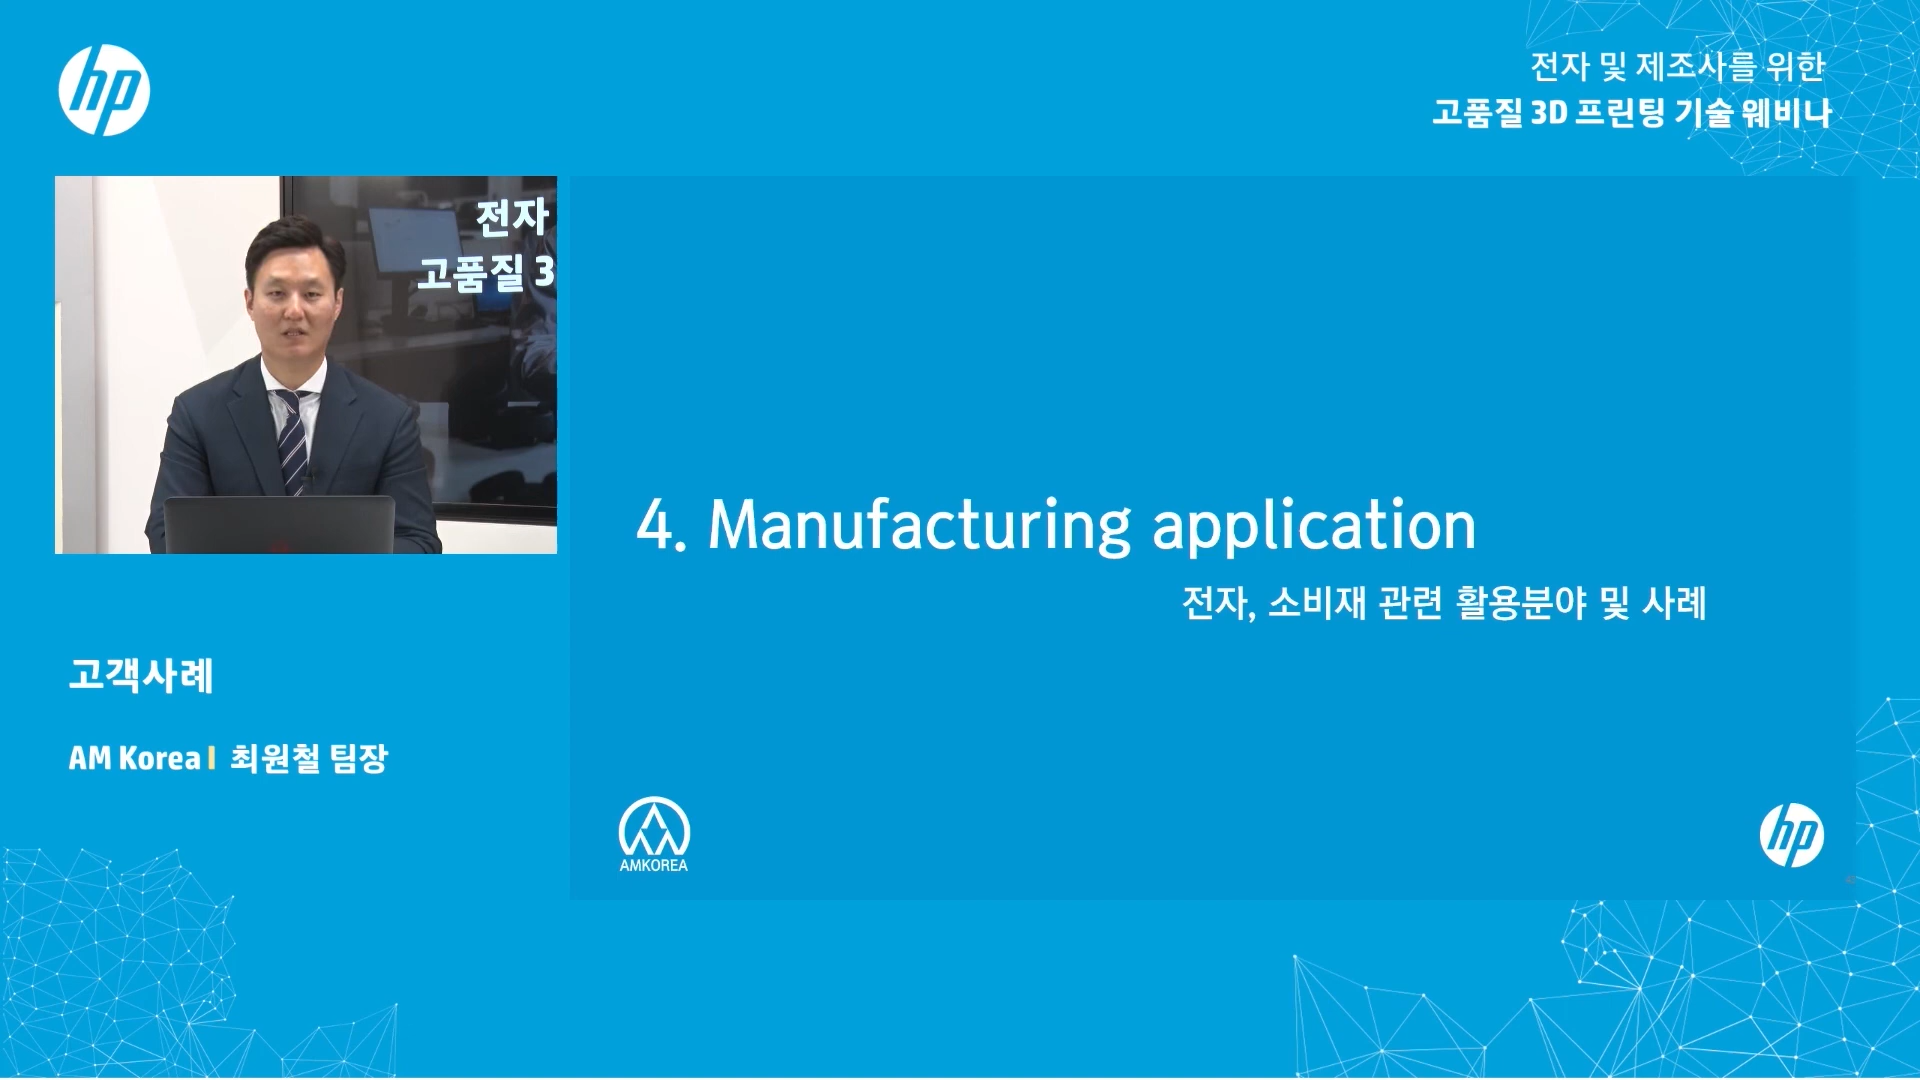 hp
전자 및 제조사를 위한
고품질 3D 프린팅 기술 웨비나
전자
고품질 3
4. Manufacturing application
전자, 소비재 관련 활용분야 및 사례
고객사례
AM Korea I 최원철 팀장
AMKOREA
hp